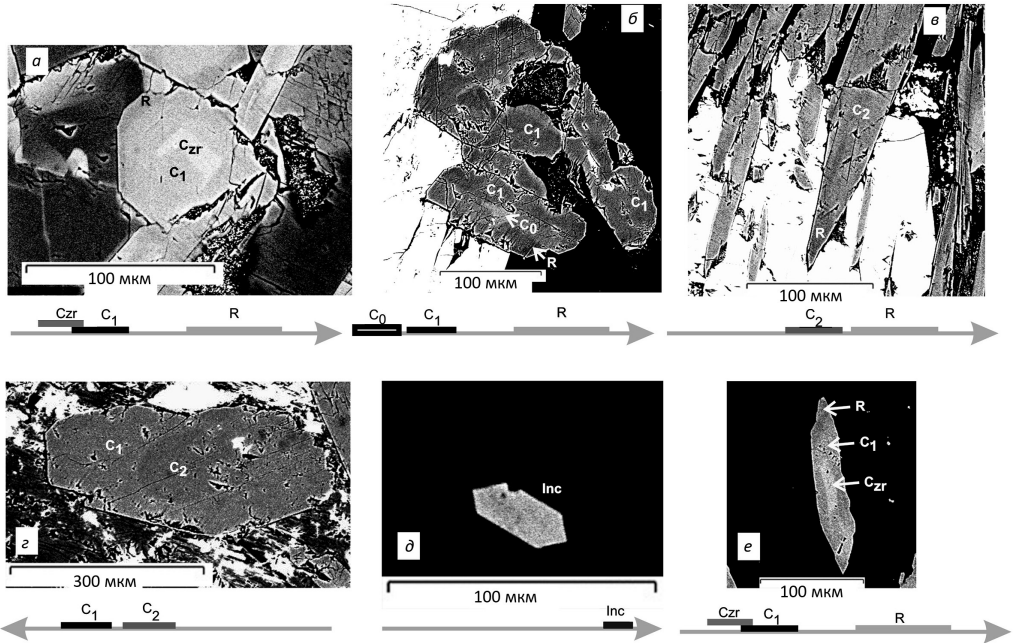 а
R
Czr
C1
100 мкм
Czr C1 R
б
C1
C1 C1
C0
R
100 мкм
C0 C1 R
в
C2
R
100 мкм
C2 R
г
C1
C2
300 мкм
C1 C2
д
Inc
100 мкм
Inc
е
R
C1
Czr
100 мкм
Czr C1 R